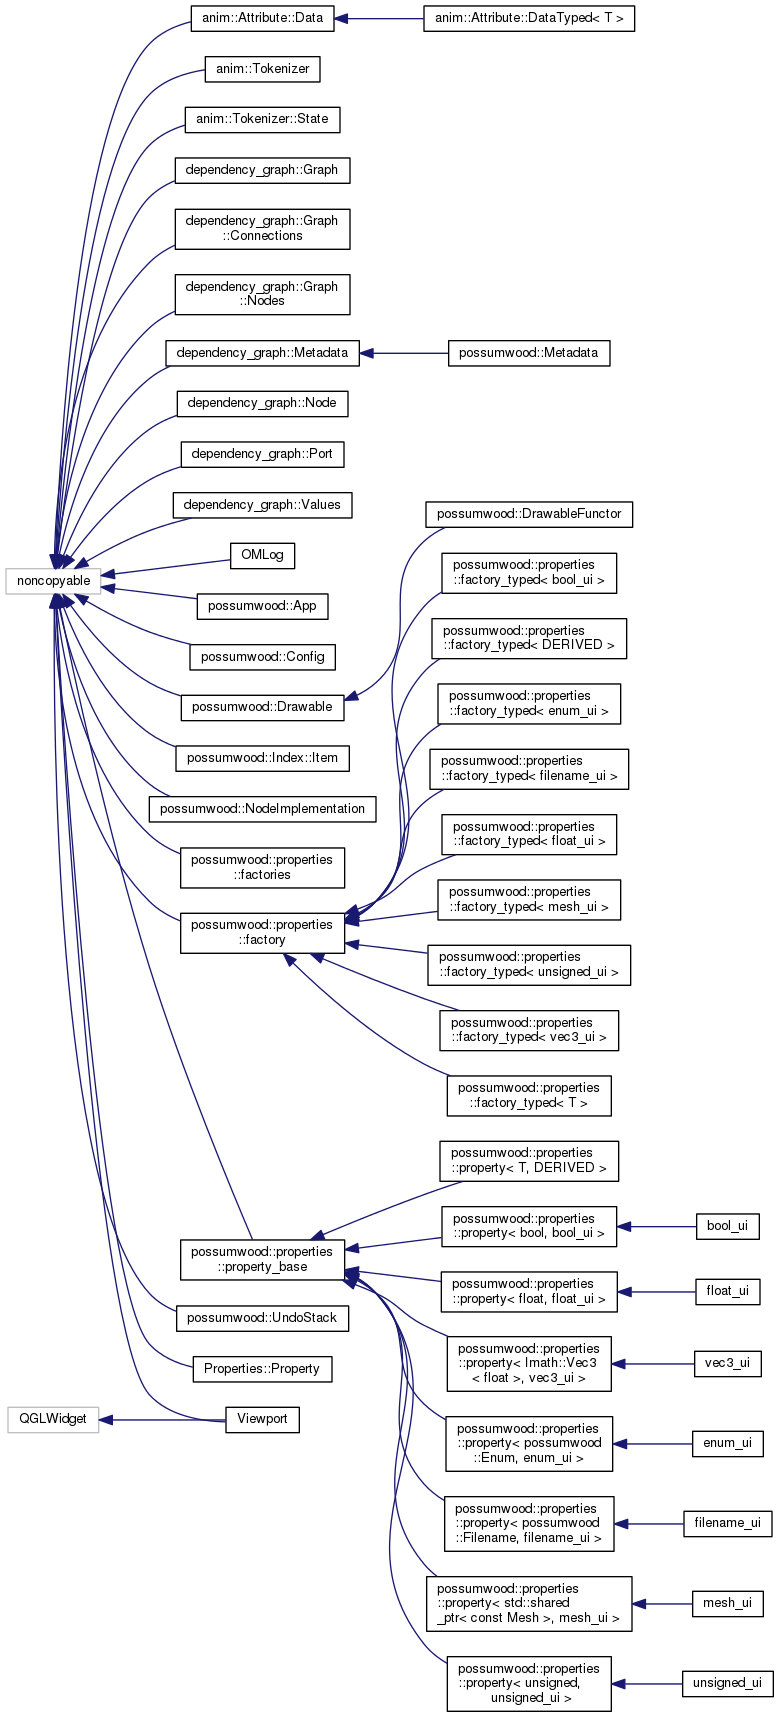 anim::Attribute::Data
anim::Attribute::DataTyped< T >
anim::Tokenizer
anim::Tokenizer::State
dependency_graph::Graph
dependency_graph::Graph
::Connections
dependency_graph::Graph
::Nodes
dependency_graph::Metadata
possumwood::Metadata
dependency_graph::Node
dependency_graph::Port
dependency_graph::Values
possumwood::DrawableFunctor
OMLog
possumwood::properties
::factory_typed< bool_ui >
noncopyable
possumwood::App
possumwood::properties
::factory_typed< DERIVED >
possumwood::Config
possumwood::Drawable
possumwood::properties
::factory_typed< enum_ui >
possumwood::Index::Item
possumwood::properties
::factory_typed< filename_ui >
possumwood::NodeImplementation
possumwood::properties
::factory_typed< float_ui >
possumwood::properties
::factories
possumwood::properties
::factory_typed< mesh_ui >
possumwood::properties
::factory
possumwood::properties
::factory_typed< unsigned_ui >
possumwood::properties
::factory_typed< vec3_ui >
possumwood::properties
::factory_typed< T >
possumwood::properties
::property< T, DERIVED >
possumwood::properties
::property< bool, bool_ui >
bool_ui
possumwood::properties
::property_base
possumwood::properties
::property< float, float_ui >
float_ui
possumwood::UndoStack
possumwood::properties
::property< Imath::Vec3
< float >, vec3_ui >
vec3_ui
Properties::Property
QGLWidget
Viewport
possumwood::properties
::property< possumwood
::Enum, enum_ui >
enum_ui
possumwood::properties
::property< possumwood
::Filename, filename_ui >
filename_ui
possumwood::properties
::property< std::shared
_ptr< const Mesh >, mesh_ui >
mesh_ui
possumwood::properties
::property< unsigned,
unsigned_ui >
unsigned_ui